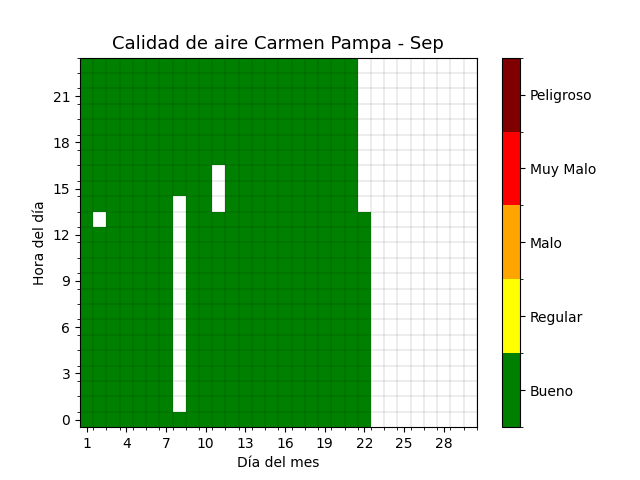 Calidad de aire Carmen Pampa - Sep
Hora del día
21
18
15
12
9
6
3
0
1 4 7 10 13 16 19 22 25 28
Día del mes
Peligroso
Muy Malo
Malo
Regular
Bueno